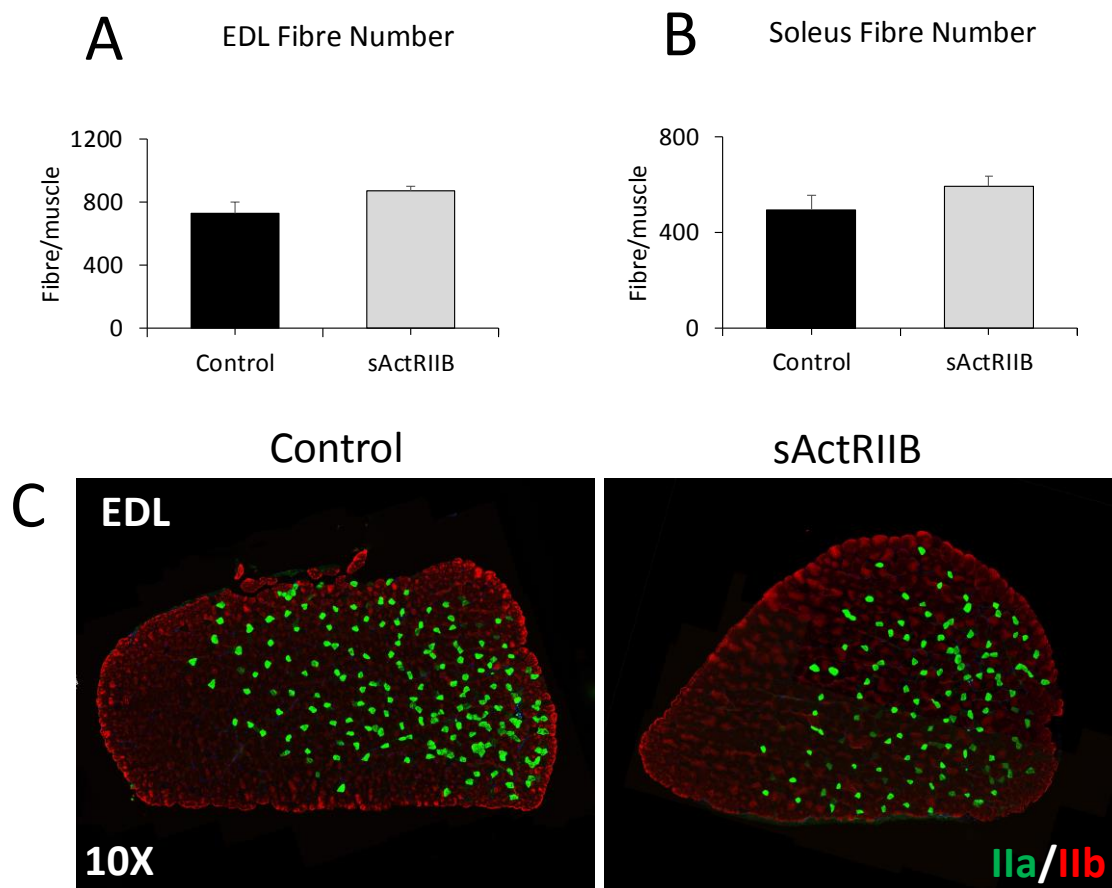 A
EDL Fibre Number
Fibre/muscle
1200
800
400
0
Control
sActRIIB
B
Soleus Fibre Number
Fibre/muscle
800
400
0
Control
sActRIIB
Control
sActRIIB
C
EDL
10X
IIa/IIb